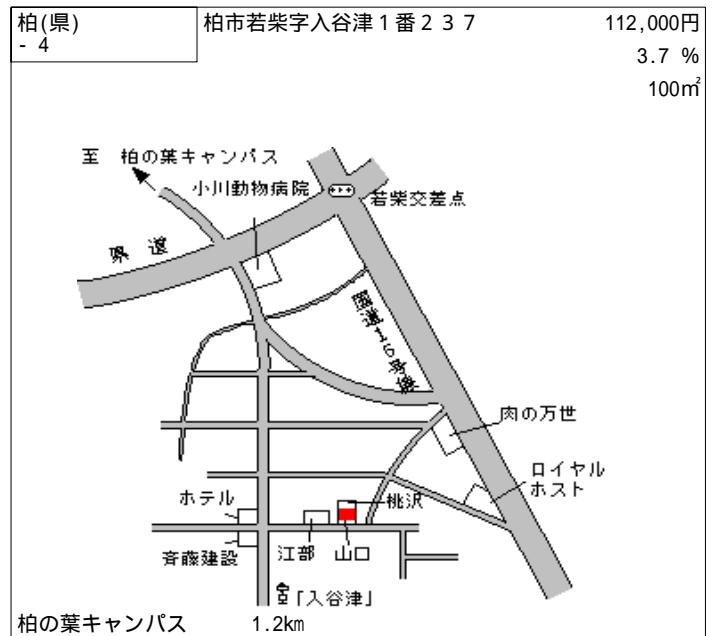 柏(県)
- 4
柏市若柴字入谷津1番237
112,000円
3.7 %
100㎡
至 柏の葉キャンパス
小川動物病院
若柴交差点
県道
国道16号線
肉の万世
ロイヤル
ホスト
ホテル
桃沢
斉藤建設
江部
山口
「入谷津」
柏の葉キャンパス 1.2km